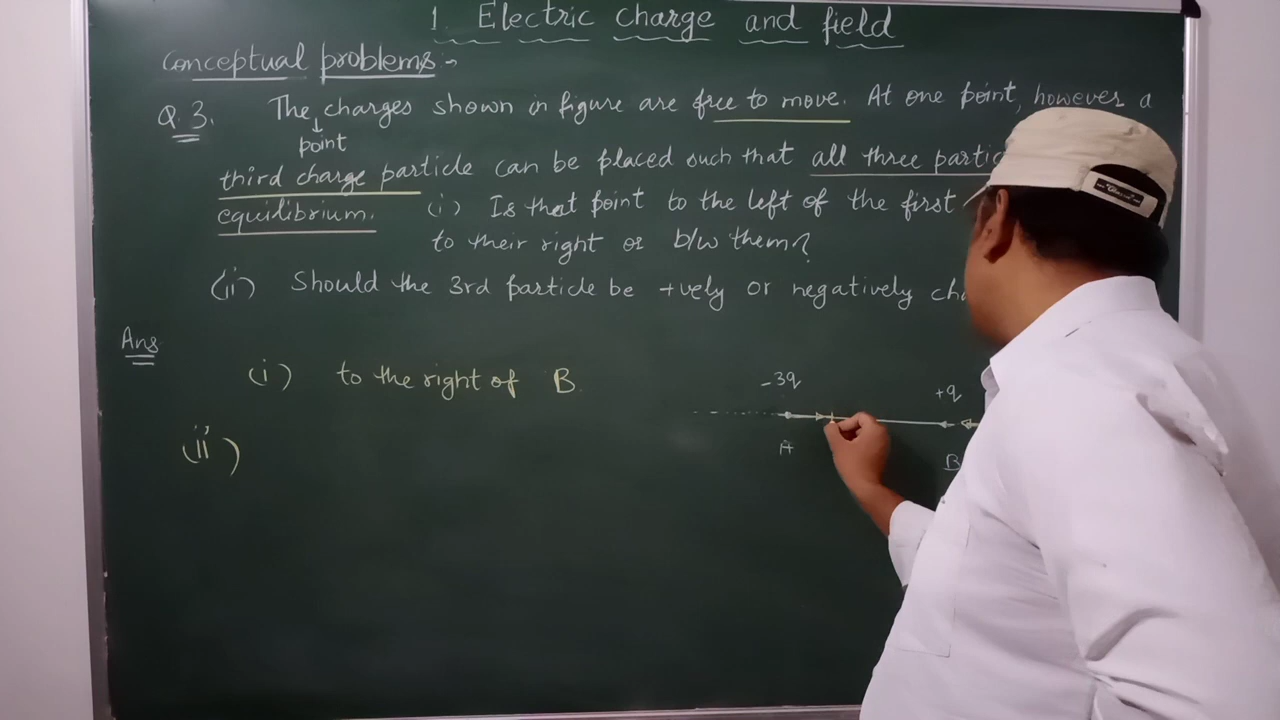 1. Electric charge and field
Conceptual problems:-
Q.3. The charges shown in figure are free to move. At one point, however a
point
third charge particle can be placed such that all three
equilibrium. (i) Is that point to the left of the first
to their right or b/w them?
(ii) Should the 3rd particle be +vely or negatively
Ans
(i) to the right of B.
(ii)
-3q +q
A B